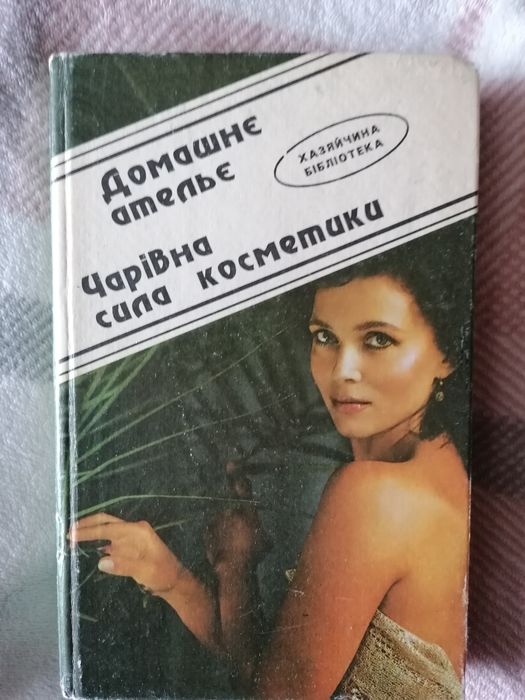 Домашнє
ательє
ХАЗЯЙЧИНА
БІБЛІОТЕКА
Чарівна
сила косметики